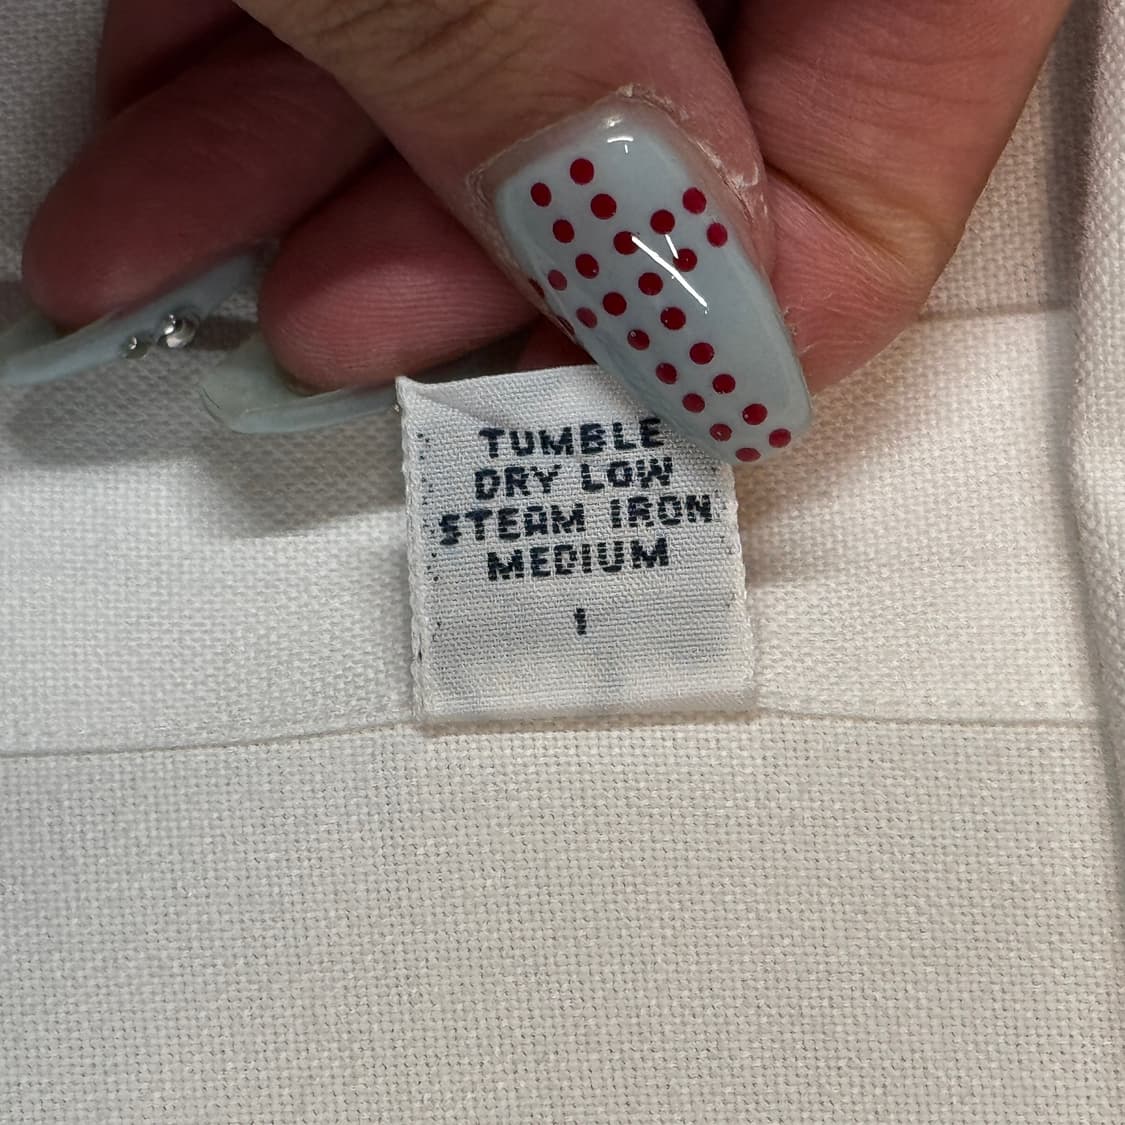 TUMBLE
DRY LOW
STEAM IRON
MEDIUM
1